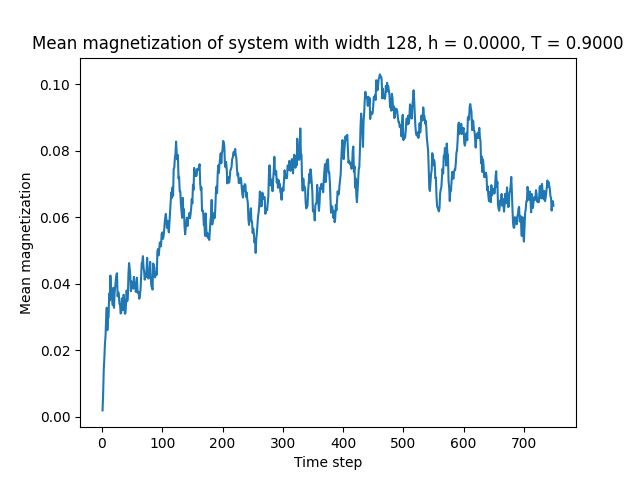 Mean magnetization of system with width 128, h = 0.0000, T = 0.9000
0.10
0.08
0.06
0.04
0.02
0.00
Mean magnetization
0 100 200 300 400 500 600 700
Time step